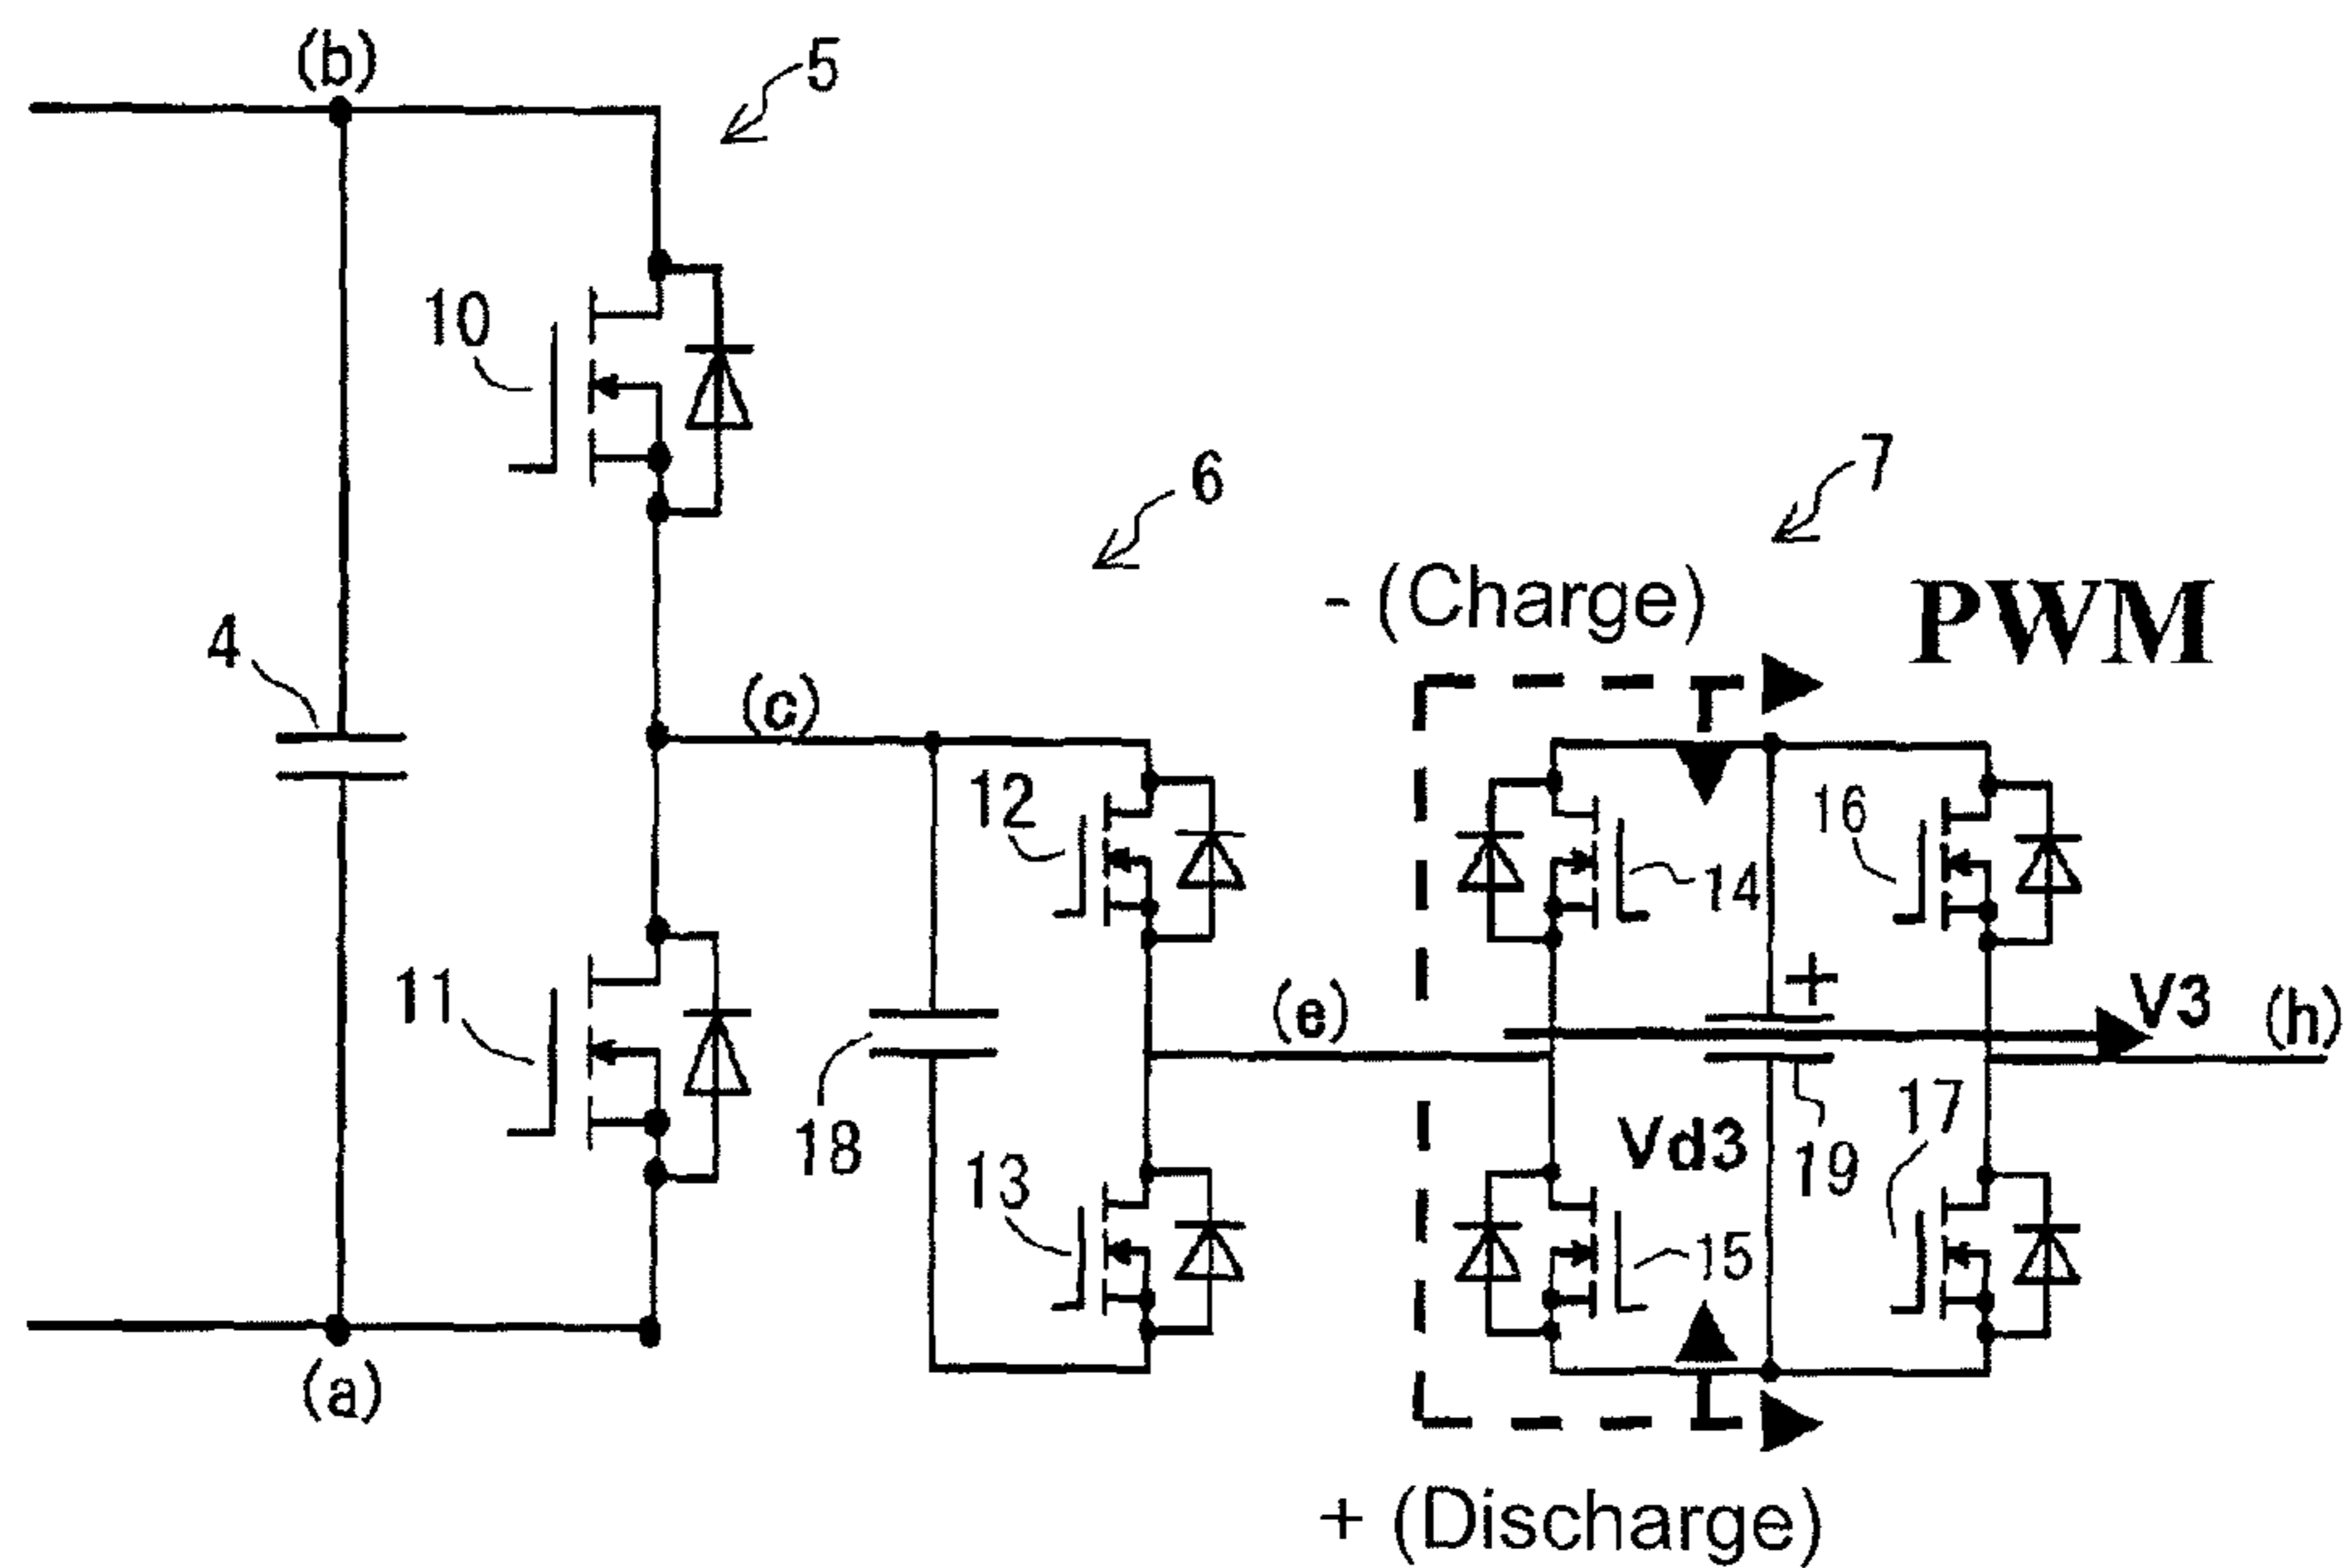 (b)
5
10
6
7
- (Charge)
PWM
4
(c)
12
14
16
+
V3
(h)
11
(e)
18
Vd3
19
17
13
15
(a)
+ (Discharge)